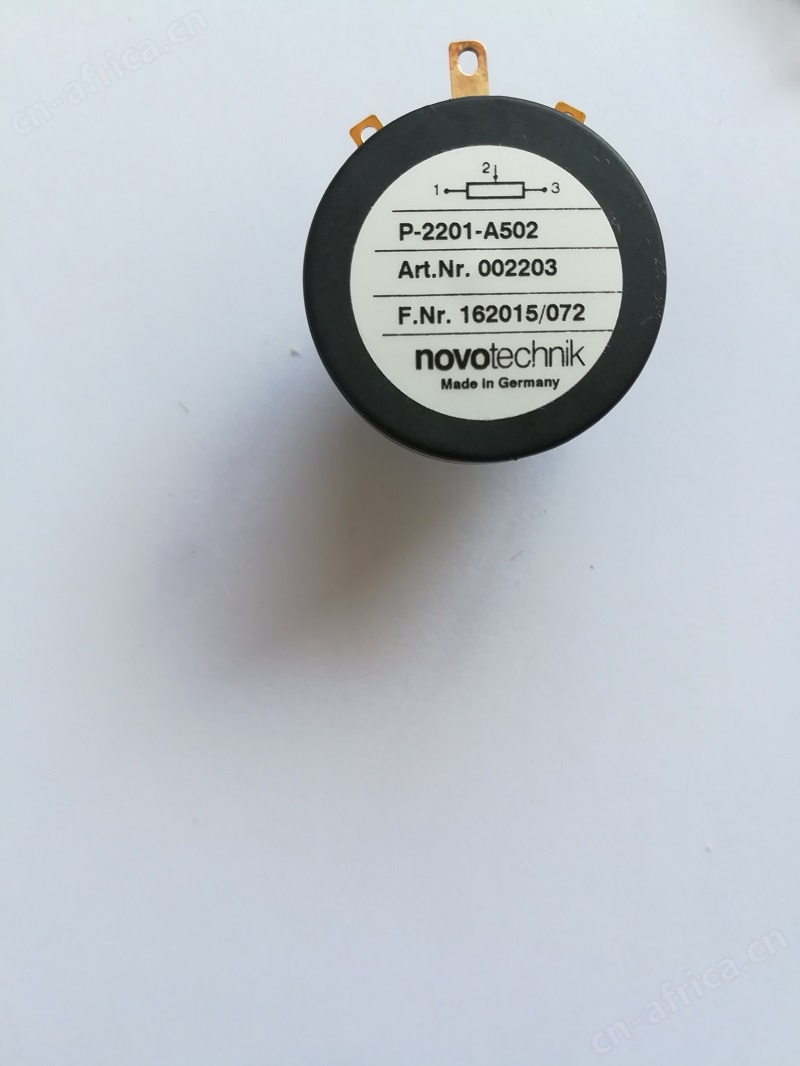 cn-africa.cn
2
1 3
P-2201-A502
Art.Nr. 002203
F.Nr. 162015/072
novotechnik
Made in Germany
cn-africa.cn